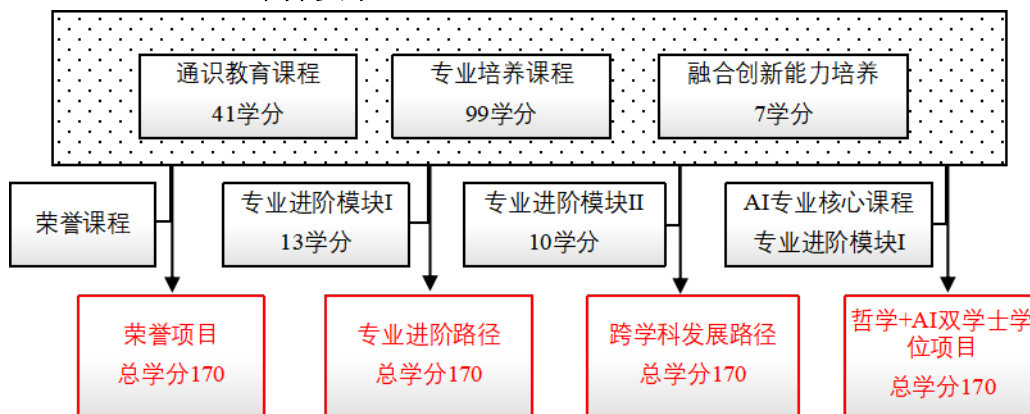 通识教育课程
41学分
专业培养课程
99学分
融合创新能力培养
7学分
荣誉课程
专业进阶模块I
13学分
专业进阶模块II
10学分
AI专业核心课程
专业进阶模块I
荣誉项目
总学分170
专业进阶路径
总学分170
跨学科发展路径
总学分170
哲学+AI双学士学
位项目
总学分170